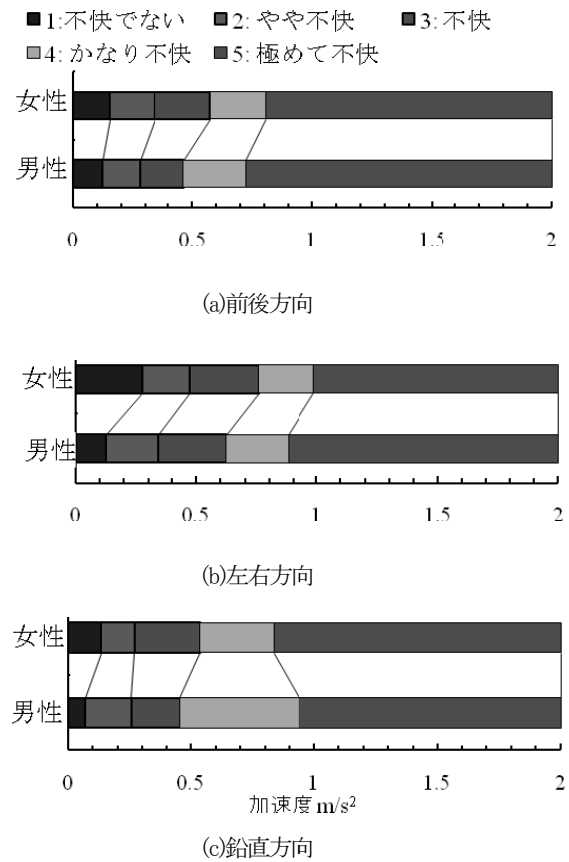 ■1:不快でない ■2: やや不快 ■3: 不快
■4: かなり不快 ■5: 極めて不快
女性
男性
0 0.5 1 1.5 2
(a)前後方向
女性
男性
0 0.5 1 1.5 2
(b)左右方向
女性
男性
0 0.5 1 1.5 2
加速度 m/s²
(c)鉛直方向